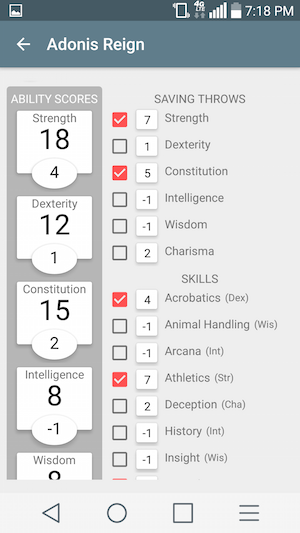 4G LTE 7:18 PM
Adonis Reign
ABILITY SCORES
Strength
18
4
Dexterity
12
1
Constitution
15
2
Intelligence
8
-1
Wisdom
SAVING THROWS
7 Strength
1 Dexterity
5 Constitution
-1 Intelligence
-1 Wisdom
2 Charisma
SKILLS
4 Acrobatics (Dex)
-1 Animal Handling (Wis)
-1 Arcana (Int)
7 Athletics (Str)
2 Deception (Cha)
-1 History (Int)
-1 Insight (Wis)